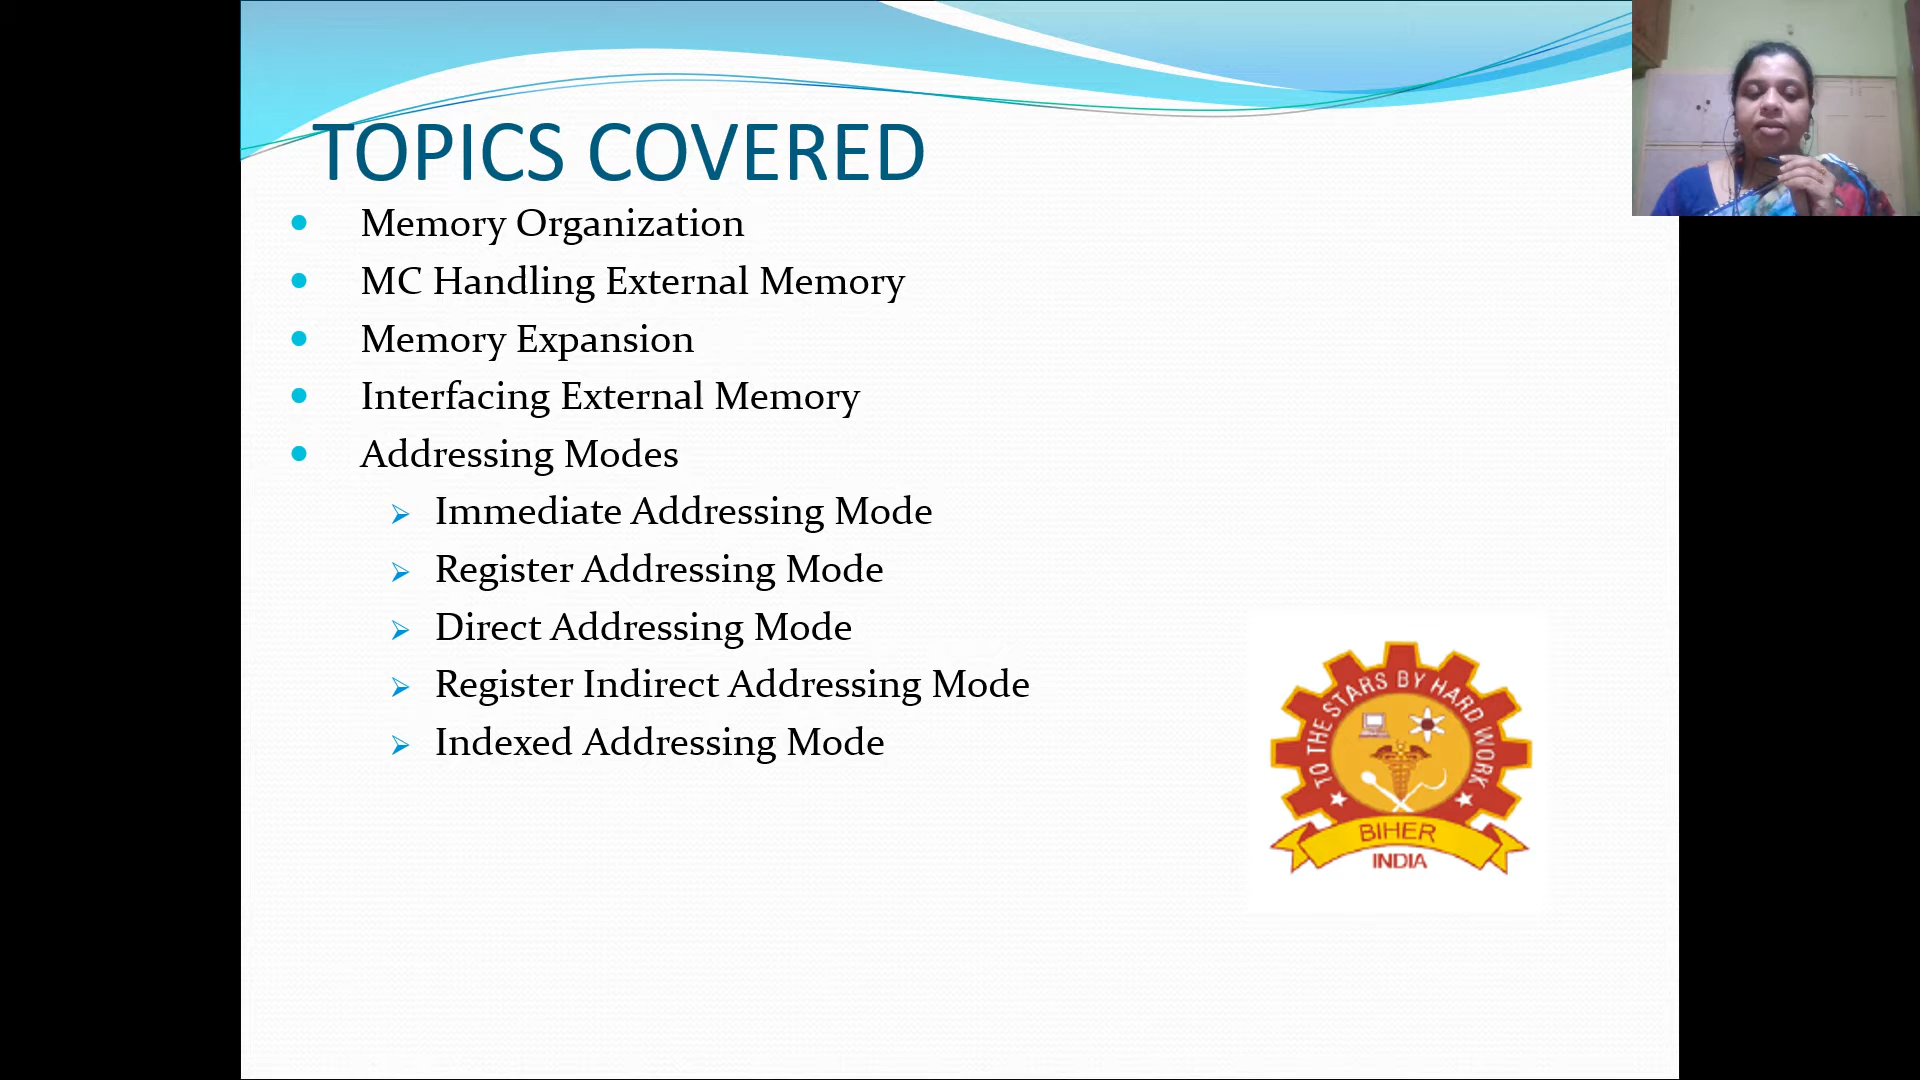 TOPICS COVERED
Memory Organization
MC Handling External Memory
Memory Expansion
Interfacing External Memory
Addressing Modes
Immediate Addressing Mode
Register Addressing Mode
Direct Addressing Mode
Register Indirect Addressing Mode
Indexed Addressing Mode
TO THE STARS BY HARD WORK
BIHER
INDIA